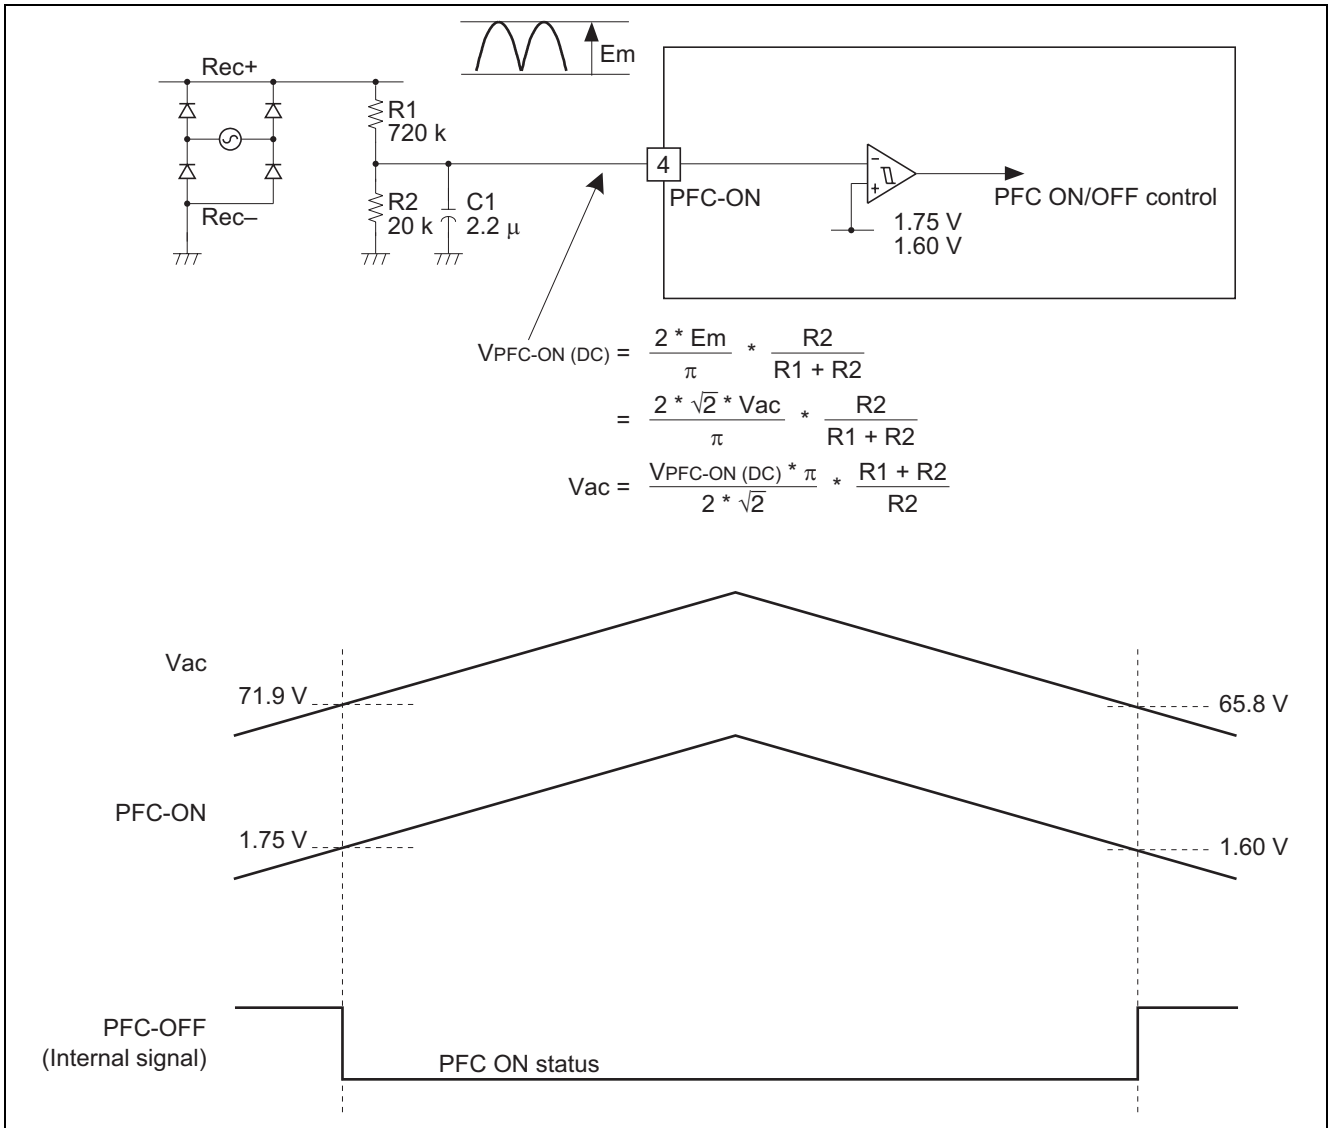 Em
Rec+
R1
720 k
4
PFC-ON
−
+
PFC ON/OFF control
1.75 V
1.60 V
Rec–
R2
20 k
C1
2.2 μ
VPFC-ON (DC) = 2 * Em / π * R2 / R1 + R2
= 2 * √2 * Vac / π * R2 / R1 + R2
Vac = VPFC-ON (DC) * π / 2 * √2 * R1 + R2 / R2
Vac
71.9 V
65.8 V
PFC-ON
1.75 V
1.60 V
PFC-OFF
(Internal signal)
PFC ON status